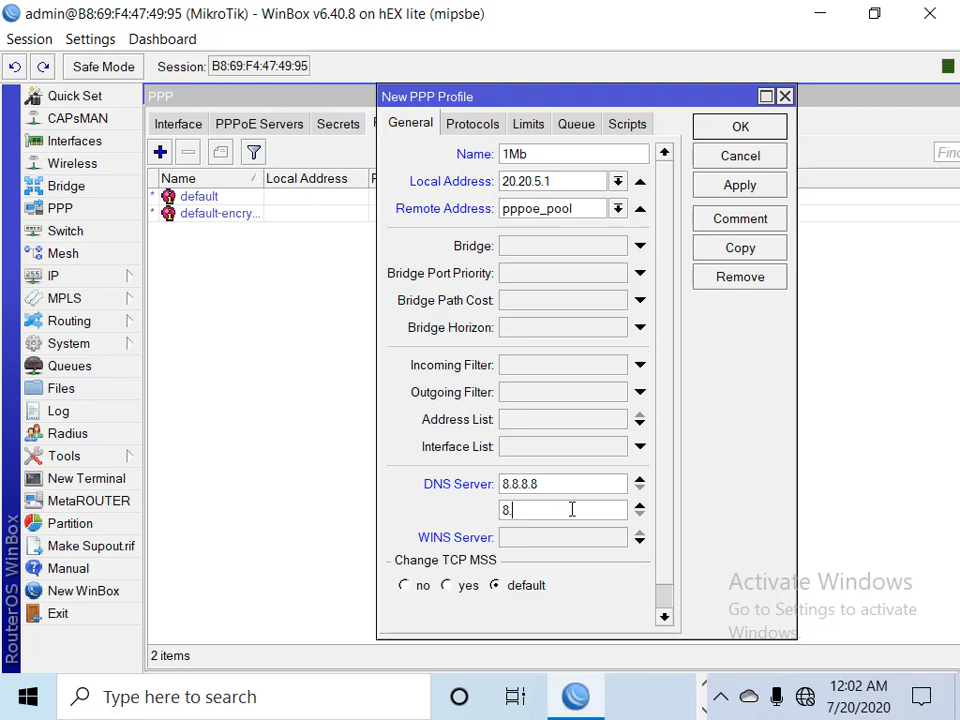 admin@B8:69:F4:47:49:95 (MikroTik) - WinBox v6.40.8 on hEX lite (mipsbe)
Session Settings Dashboard
Safe Mode Session: B8:69:F4:47:49:95
Quick Set
CAPsMAN
Interfaces
Wireless
Bridge
PPP
Switch
Mesh
IP
MPLS
Routing
System
Queues
Files
Log
Radius
Tools
New Terminal
MetaROUTER
Partition
Make Supout.rif
Manual
New WinBox
Exit
RouterOS WinBox
PPP
Interface PPPoE Servers Secrets
Find
Name Local Address
* default
* default-encry...
2 items
New PPP Profile
General Protocols Limits Queue Scripts
Name: 1Mb
Local Address: 20.20.5.1
Remote Address: pppoe_pool
Bridge:
Bridge Port Priority:
Bridge Path Cost:
Bridge Horizon:
Incoming Filter:
Outgoing Filter:
Address List:
Interface List:
DNS Server: 8.8.8.8
8.
WINS Server:
Change TCP MSS
no yes default
OK
Cancel
Apply
Comment
Copy
Remove
Activate Windows
Go to Settings to activate
Windows.
Type here to search
12:02 AM
7/20/2020